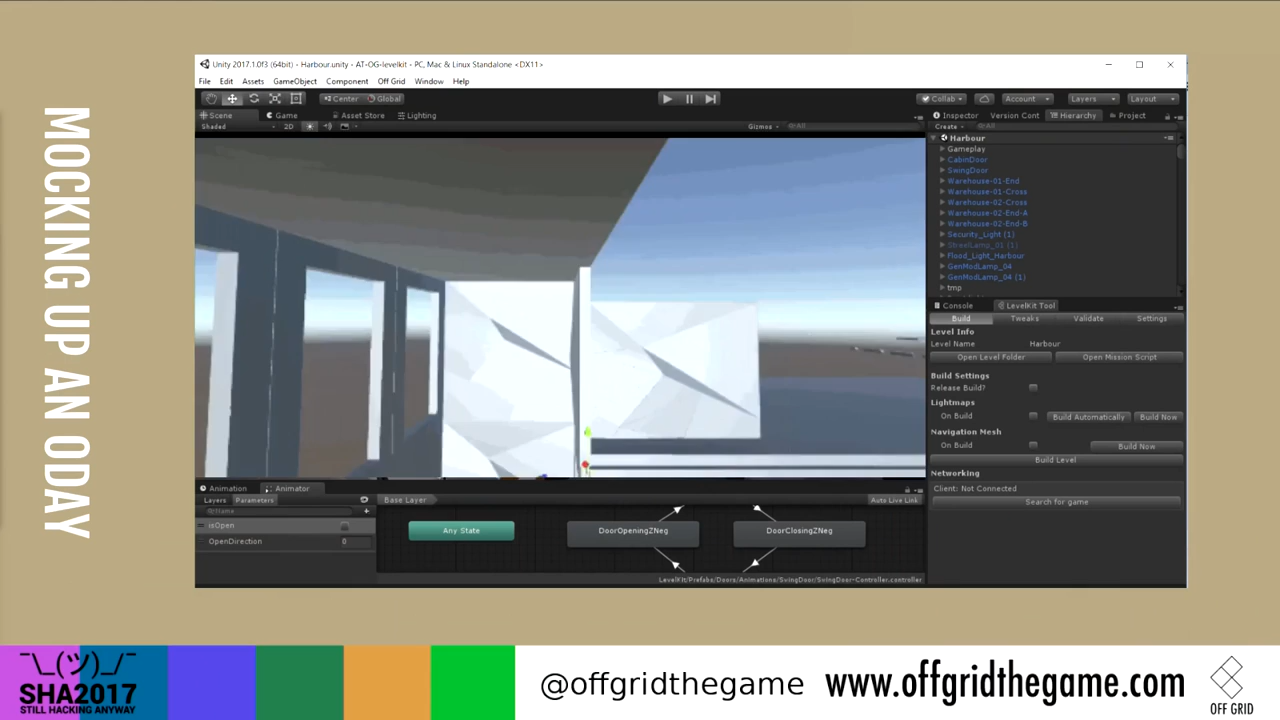 MOCKING UP AN ODAY
Unity 2017.1.0f3 (64bit) - Harbour.unity - AT-OG-levelkit - PC, Mac & Linux Standalone <DX11>
File Edit Assets GameObject Component Off Grid Window Help
Center Global Collab Account Layers Layout
Scene Game Asset Store Lighting
Shaded 2D Gizmos All
Inspector Version Cont Hierarchy Project
Create All
Harbour
Gameplay
CabinDoor
SwingDoor
Warehouse-01-End
Warehouse-01-Cross
Warehouse-02-Cross
Warehouse-02-End-A
Warehouse-02-End-B
Security_Light (1)
StreetLamp_01 (1)
Flood_Light_Harbour
GenModLamp_04
GenModLamp_04 (1)
tmp
Console LevelKit Tool
Build Tweaks Validate Settings
Level Info
Level Name Harbour
Open Level Folder Open Mission Script
Build Settings
Release Build?
Lightmaps
On Build Build Automatically Build Now
Navigation Mesh
On Build Build Now
Build Level
Networking
Client: Not Connected
Search for game
Animation Animator
Layers Parameters Base Layer Auto Live Link
Name
isOpen
OpenDirection 0
Any State DoorOpeningZNeg DoorClosingZNeg
LevelKit/Prefabs/Doors/Animations/SwingDoor/SwingDoor-Controller.controller
¯\_(ツ)_/¯
SHA2017
STILL HACKING ANYWAY
@offgridthegame www.offgridthegame.com
OFF GRID